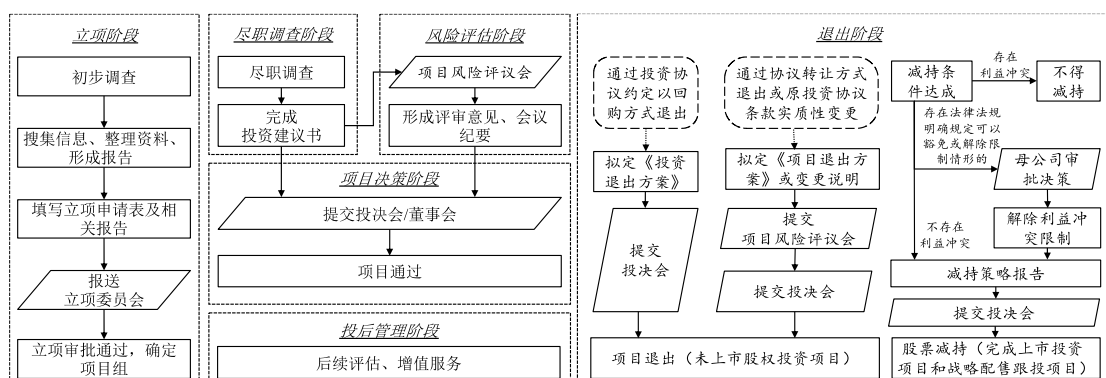 立项阶段
初步调查
搜集信息、整理资料、
形成报告
填写立项申请表及相
关报告
报送
立项委员会
立项审批通过，确定
项目组
尽职调查阶段
尽职调查
完成
投资建议书
风险评估阶段
项目风险评议会
形成评审意见、会议
纪要
项目决策阶段
提交投决会/董事会
项目通过
投后管理阶段
后续评估、增值服务
退出阶段
通过投资协
议约定以回
购方式退出
拟定《投资
退出方案》
提交
投决会
通过协议转让方式
退出或原投资协议
条款实质性变更
拟定《项目退出方
案》或变更说明
提交
项目风险评议会
提交投决会
项目退出（未上市股权投资项目）
减持条
件达成
存在
利益冲突
不得
减持
存在法律法规
明确规定可以
豁免或解除限
制情形的
母公司审
批决策
解除利益冲
突限制
不存在
利益冲突
减持策略报告
提交投决会
股票减持（完成上市投资
项目和战略配售跟投项目）